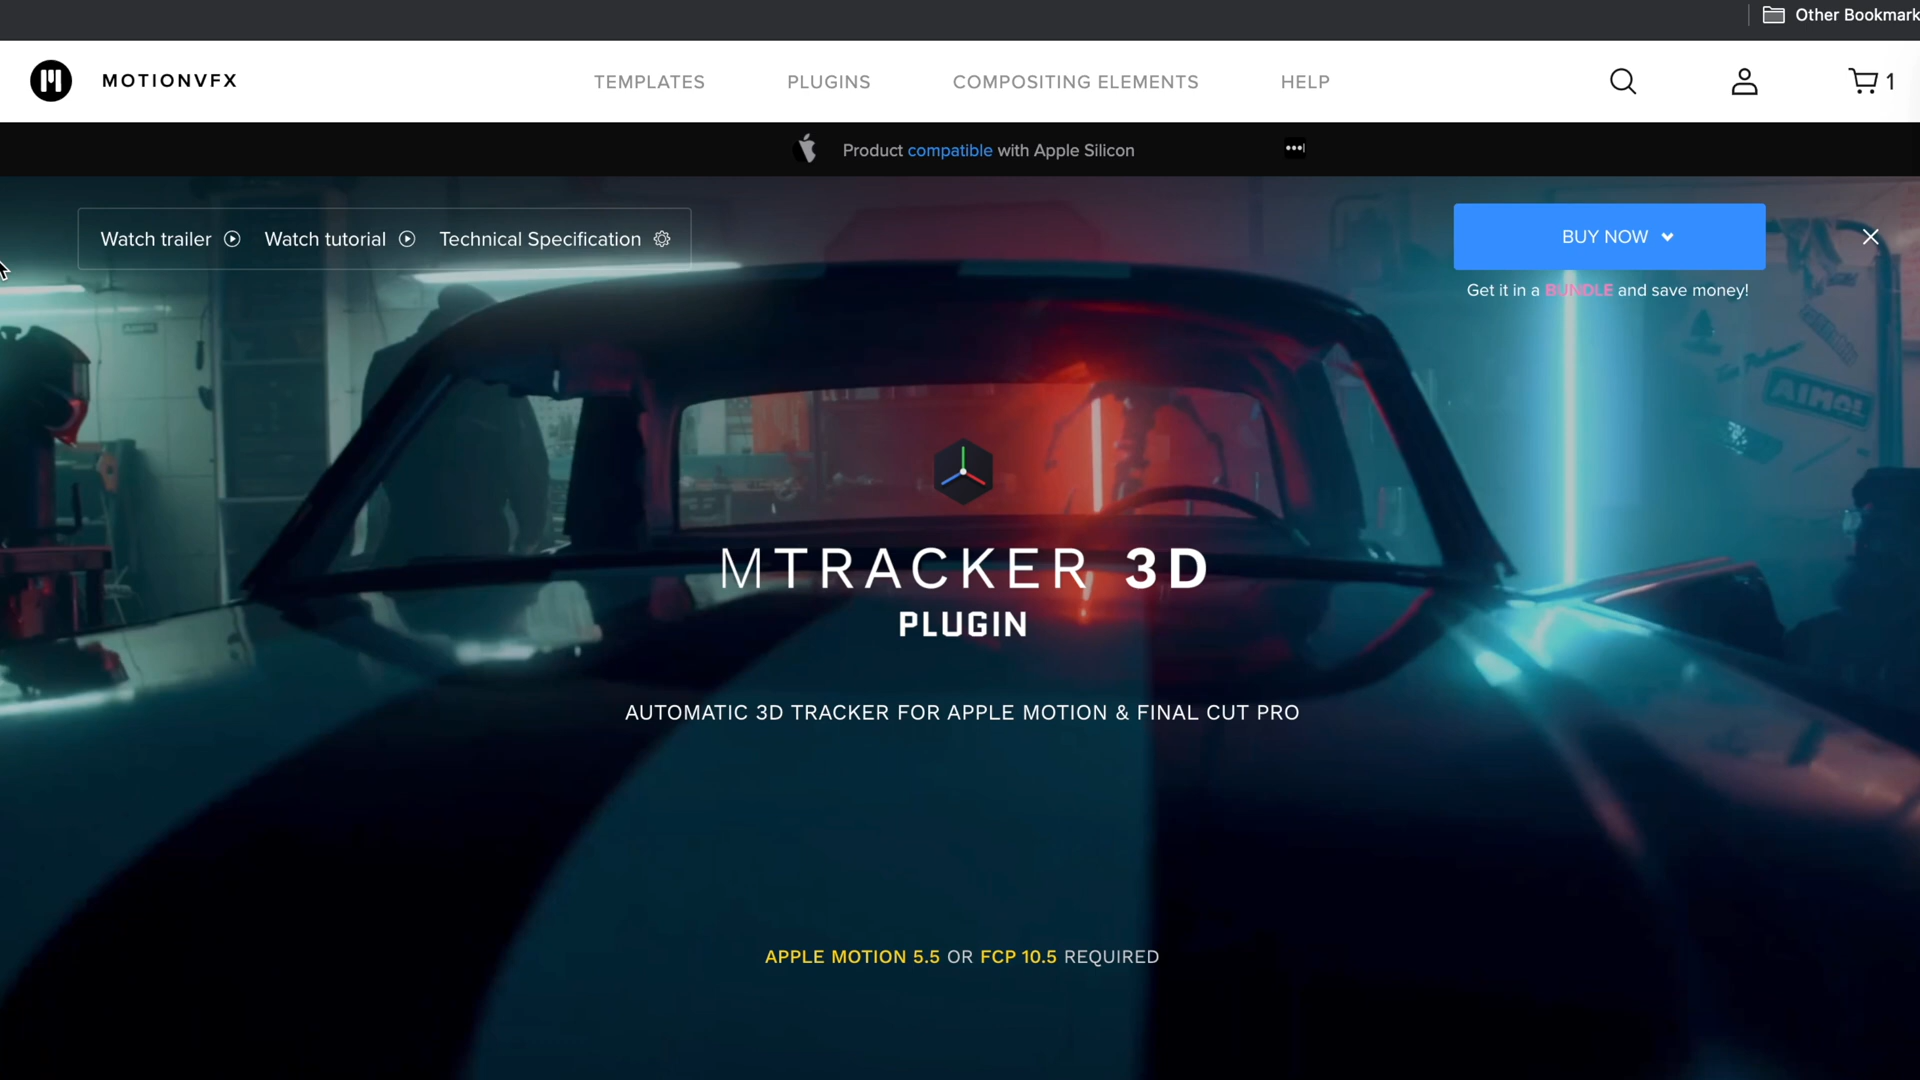 Other Bookmark
MOTIONVFX
TEMPLATES
PLUGINS
COMPOSITING ELEMENTS
HELP
1
Product compatible with Apple Silicon
Watch trailer
Watch tutorial
Technical Specification
BUY NOW
Get it in a BUNDLE and save money!
AIMOL
MTRACKER 3D
PLUGIN
AUTOMATIC 3D TRACKER FOR APPLE MOTION & FINAL CUT PRO
APPLE MOTION 5.5 OR FCP 10.5 REQUIRED